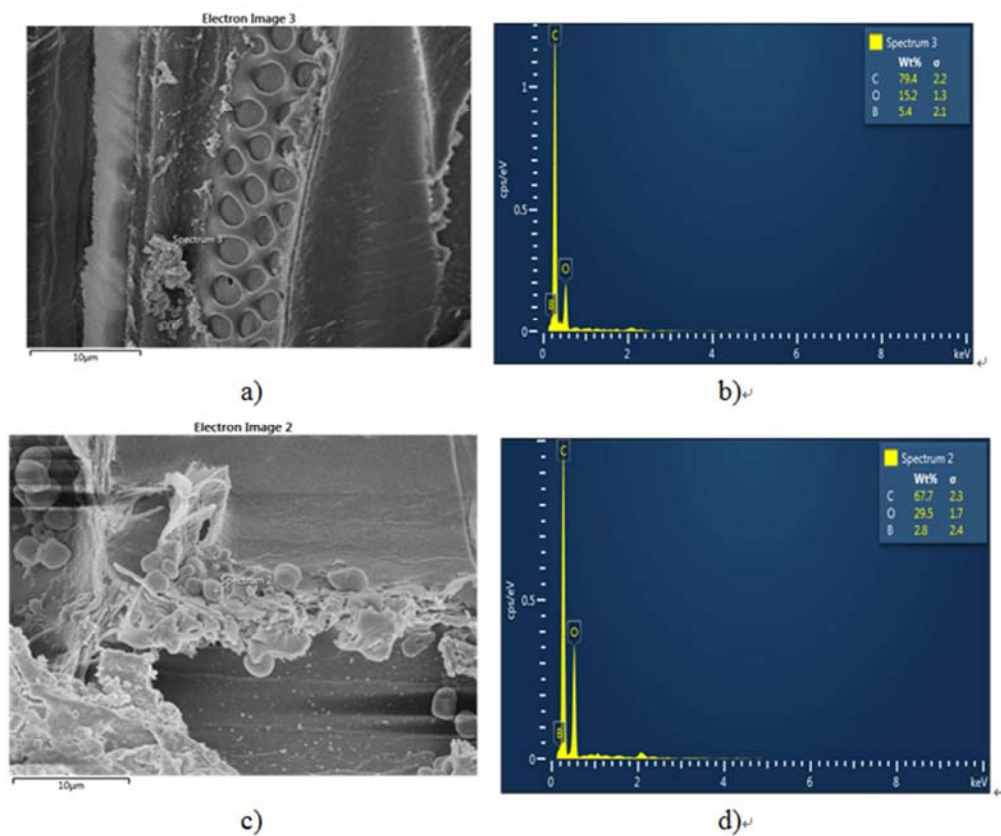 Electron Image 3
Spectrum 3
10μm
a)
C
O
B
cps/eV
1
0.5
0
0 2 4 6 8
keV
Spectrum 3
Wt% σ
C 79.4 2.2
O 15.2 1.3
B 5.4 2.1
b)↵
Electron Image 2
Spectrum 2
10μm
c)
C
O
B
cps/eV
0.5
0
0 2 4 6 8
Spectrum 2
Wt% σ
C 67.7 2.3
O 29.5 1.7
B 2.8 2.4
d)↵